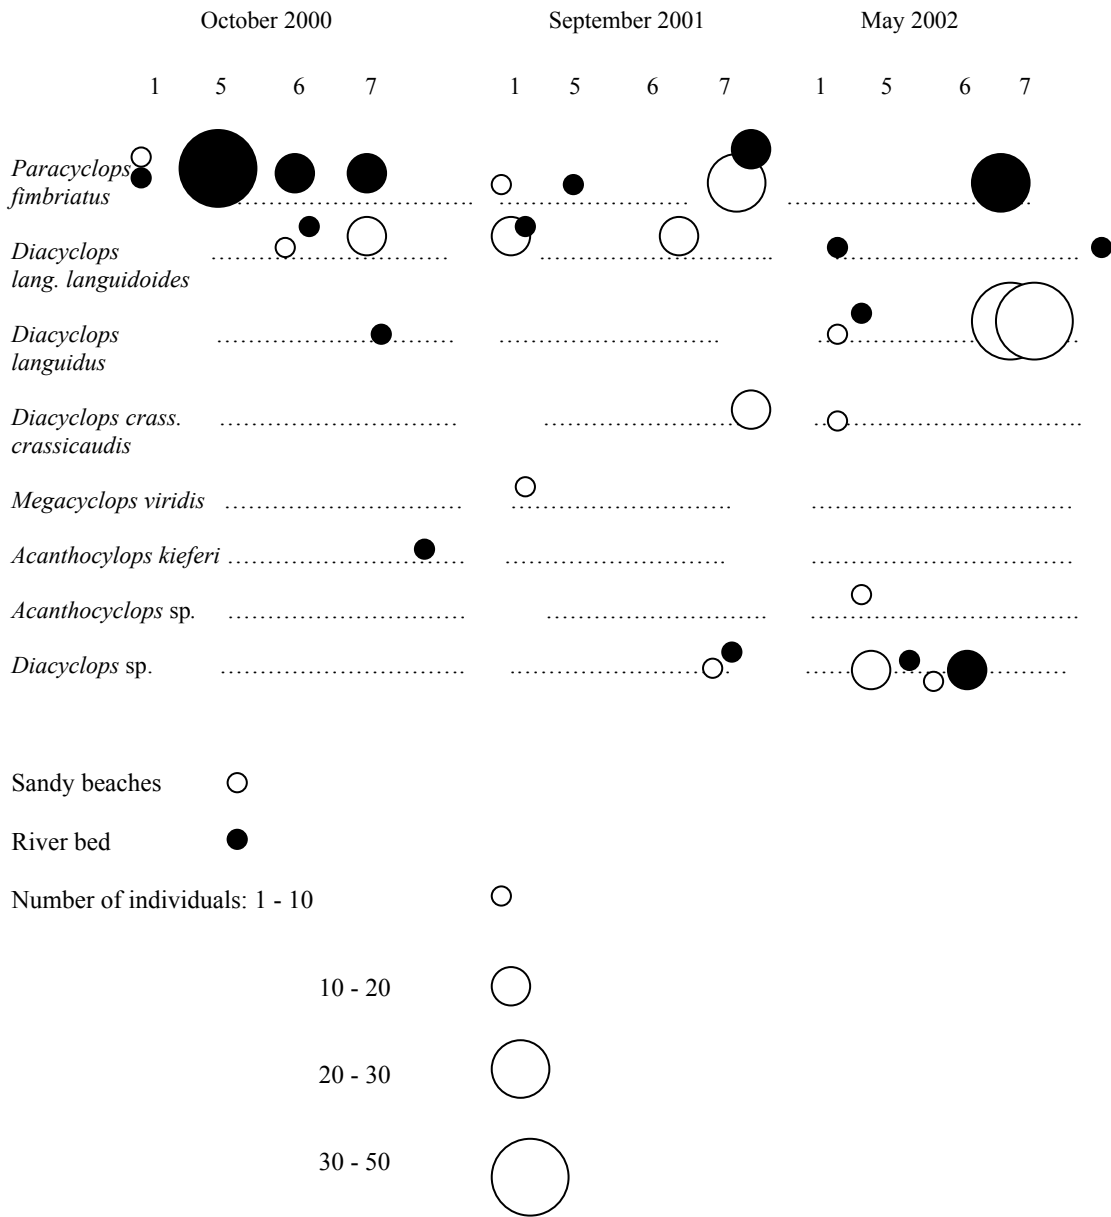 October 2000 September 2001 May 2002
1 5 6 7 1 5 6 7 1 5 6 7
Paracyclops
fimbriatus
Diacyclops
lang. languidoides
Diacyclops
languidus
Diacyclops crass.
crassicaudis
Megacyclops viridis
Acanthocylops kieferi
Acanthocyclops sp.
Diacyclops sp.
Sandy beaches
River bed
Number of individuals: 1 - 10
10 - 20
20 - 30
30 - 50